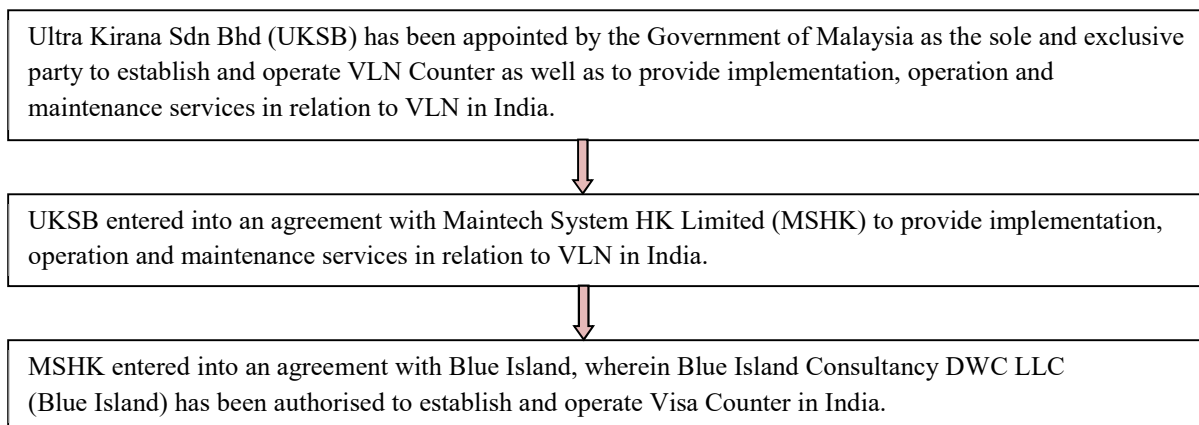 Ultra Kirana Sdn Bhd (UKSB) has been appointed by the Government of Malaysia as the sole and exclusive
party to establish and operate VLN Counter as well as to provide implementation, operation and
maintenance services in relation to VLN in India.
UKSB entered into an agreement with Maintech System HK Limited (MSHK) to provide implementation,
operation and maintenance services in relation to VLN in India.
MSHK entered into an agreement with Blue Island, wherein Blue Island Consultancy DWC LLC
(Blue Island) has been authorised to establish and operate Visa Counter in India.